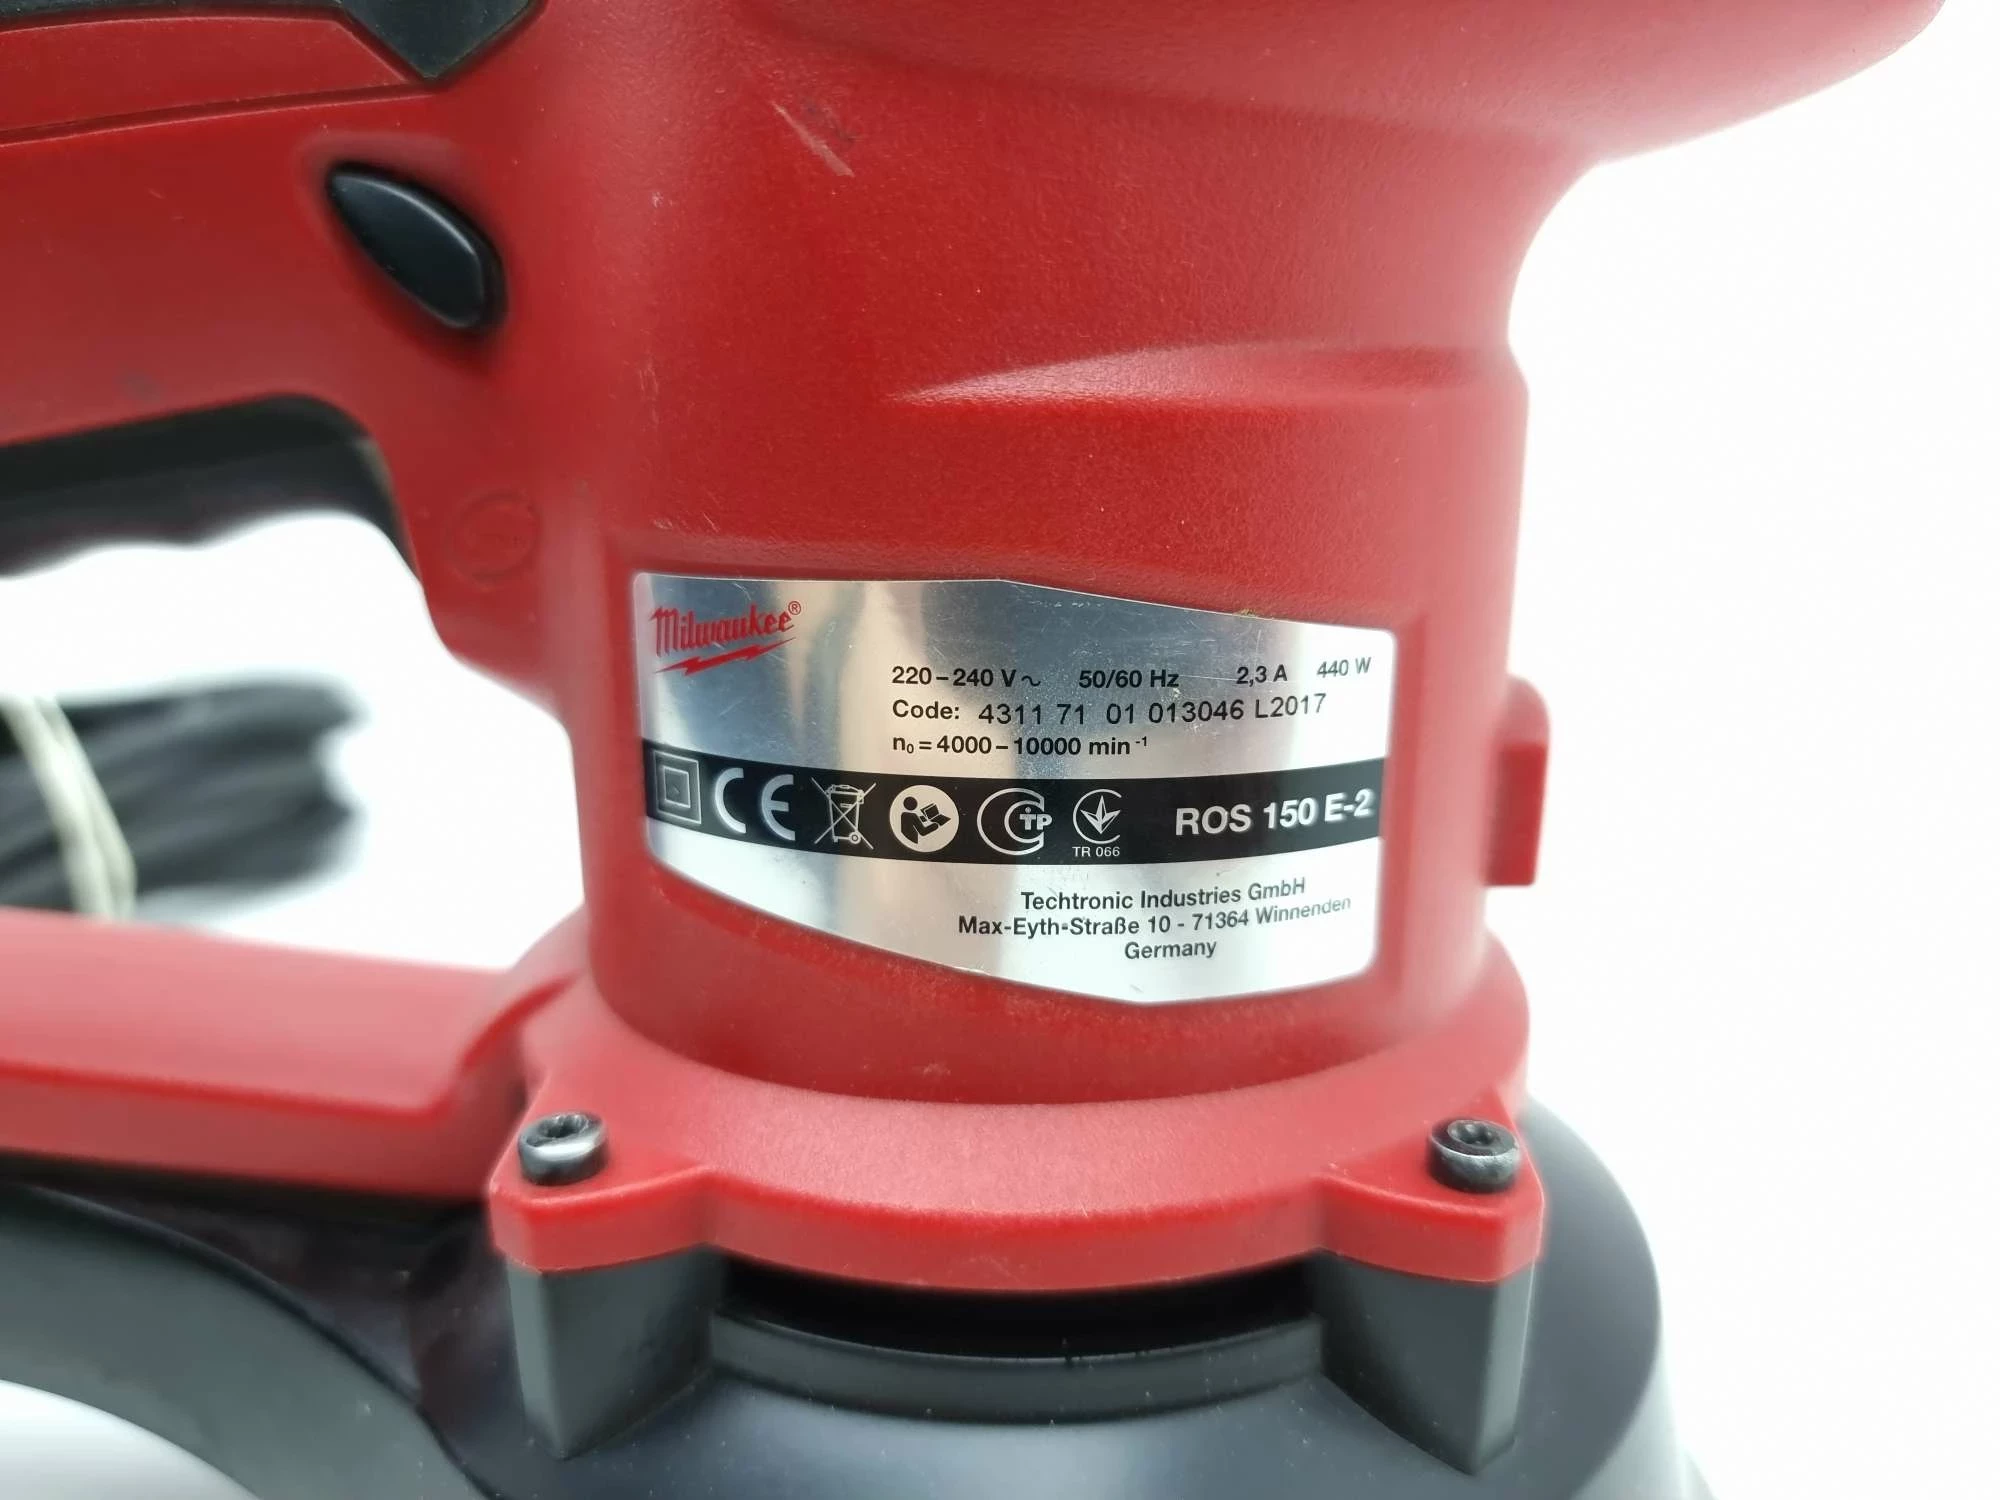 Milwaukee®
220–240 V~ 50/60 Hz 2,3 A 440 W
Code: 4311 71 01 013046 L2017
n₀ = 4000–10000 min⁻¹
CE TP ROS 150 E-2
TR 066
Techtronic Industries GmbH
Max-Eyth-Straße 10 - 71364 Winnenden
Germany